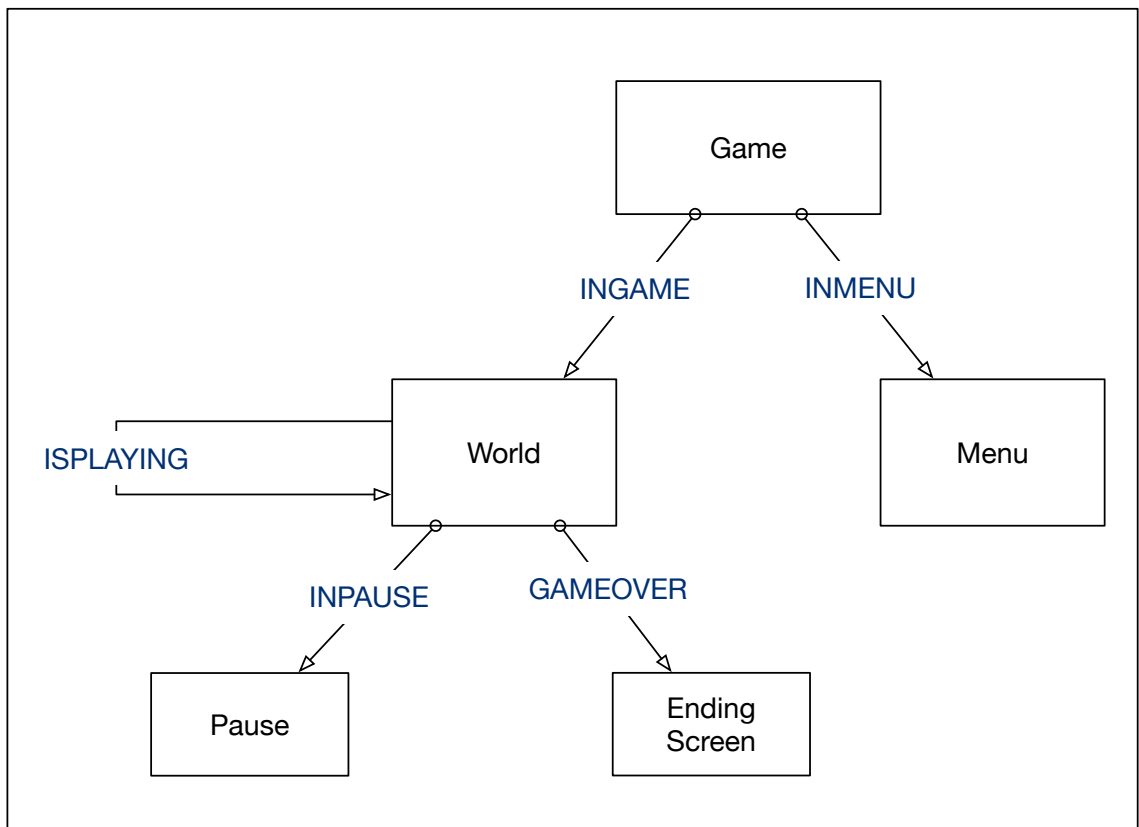 Game
INGAME
INMENU
World
Menu
ISPLAYING
INPAUSE
GAMEOVER
Pause
Ending
Screen